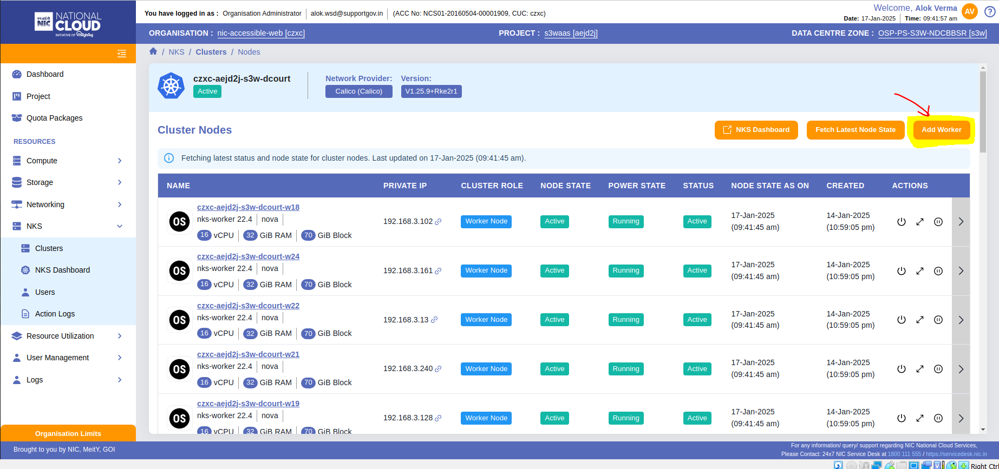 एन आई सी
NIC
NATIONAL
CLOUD
INITIATIVE OF मेघराज
You have logged in as : Organisation Administrator alok.wsd@supportgov.in (ACC No: NCS01-20160504-00001909, CUC: czxc)
Welcome, Alok Verma AV
Date: 17-Jan-2025 Time: 09:41:57 am
ORGANISATION : nic-accessible-web [czxc] PROJECT : s3waas [aejd2j] DATA CENTRE ZONE : OSP-PS-S3W-NDCBBSR [s3w]
/ NKS / Clusters / Nodes
Dashboard
Project
Quota Packages
RESOURCES
Compute
Storage
Networking
NKS
Clusters
NKS Dashboard
Users
Action Logs
Resource Utilization
User Management
Logs
Organisation Limits
czxc-aejd2j-s3w-dcourt
Active
Network Provider: Version:
Calico (Calico) V1.25.9+Rke2r1
Cluster Nodes
NKS Dashboard Fetch Latest Node State Add Worker
Fetching latest status and node state for cluster nodes. Last updated on 17-Jan-2025 (09:41:45 am).
NAME PRIVATE IP CLUSTER ROLE NODE STATE POWER STATE STATUS NODE STATE AS ON CREATED ACTIONS
czxc-aejd2j-s3w-dcourt-w18
OS nks-worker 22.4 nova 192.168.3.102 Worker Node Active Running Active 17-Jan-2025 (09:41:45 am) 14-Jan-2025 (10:59:05 pm)
16 vCPU 32 GiB RAM 70 GiB Block
czxc-aejd2j-s3w-dcourt-w24
OS nks-worker 22.4 nova 192.168.3.161 Worker Node Active Running Active 17-Jan-2025 (09:41:45 am) 14-Jan-2025 (10:59:05 pm)
16 vCPU 32 GiB RAM 70 GiB Block
czxc-aejd2j-s3w-dcourt-w22
OS nks-worker 22.4 nova 192.168.3.13 Worker Node Active Running Active 17-Jan-2025 (09:41:45 am) 14-Jan-2025 (10:59:05 pm)
16 vCPU 32 GiB RAM 70 GiB Block
czxc-aejd2j-s3w-dcourt-w21
OS nks-worker 22.4 nova 192.168.3.240 Worker Node Active Running Active 17-Jan-2025 (09:41:45 am) 14-Jan-2025 (10:59:05 pm)
16 vCPU 32 GiB RAM 70 GiB Block
czxc-aejd2j-s3w-dcourt-w19
OS nks-worker 22.4 nova 192.168.3.128 Worker Node Active Running Active 17-Jan-2025 (09:41:45 am) 14-Jan-2025 (10:59:05 pm)
16 vCPU 32 GiB RAM 70 GiB Block
Brought to you by NIC, MeitY, GOI
For any information/ query/ support regarding NIC National Cloud Services,
Please Contact: 24x7 NIC Service Desk at 1800 111 555 / https://servicedesk.nic.in
Right Ctr